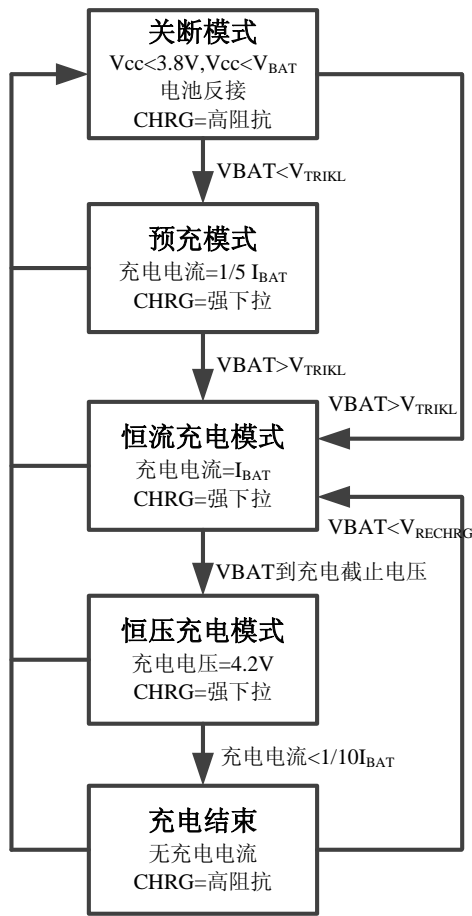 关断模式
Vcc<3.8V,Vcc<VBAT
电池反接
CHRG=高阻抗
VBAT<VTRIKL
预充模式
充电电流=1/5 IBAT
CHRG=强下拉
VBAT>VTRIKL
VBAT>VTRIKL
恒流充电模式
充电电流=IBAT
CHRG=强下拉
VBAT<VRECHRG
VBAT到充电截止电压
恒压充电模式
充电电压=4.2V
CHRG=强下拉
充电电流<1/10IBAT
充电结束
无充电电流
CHRG=高阻抗